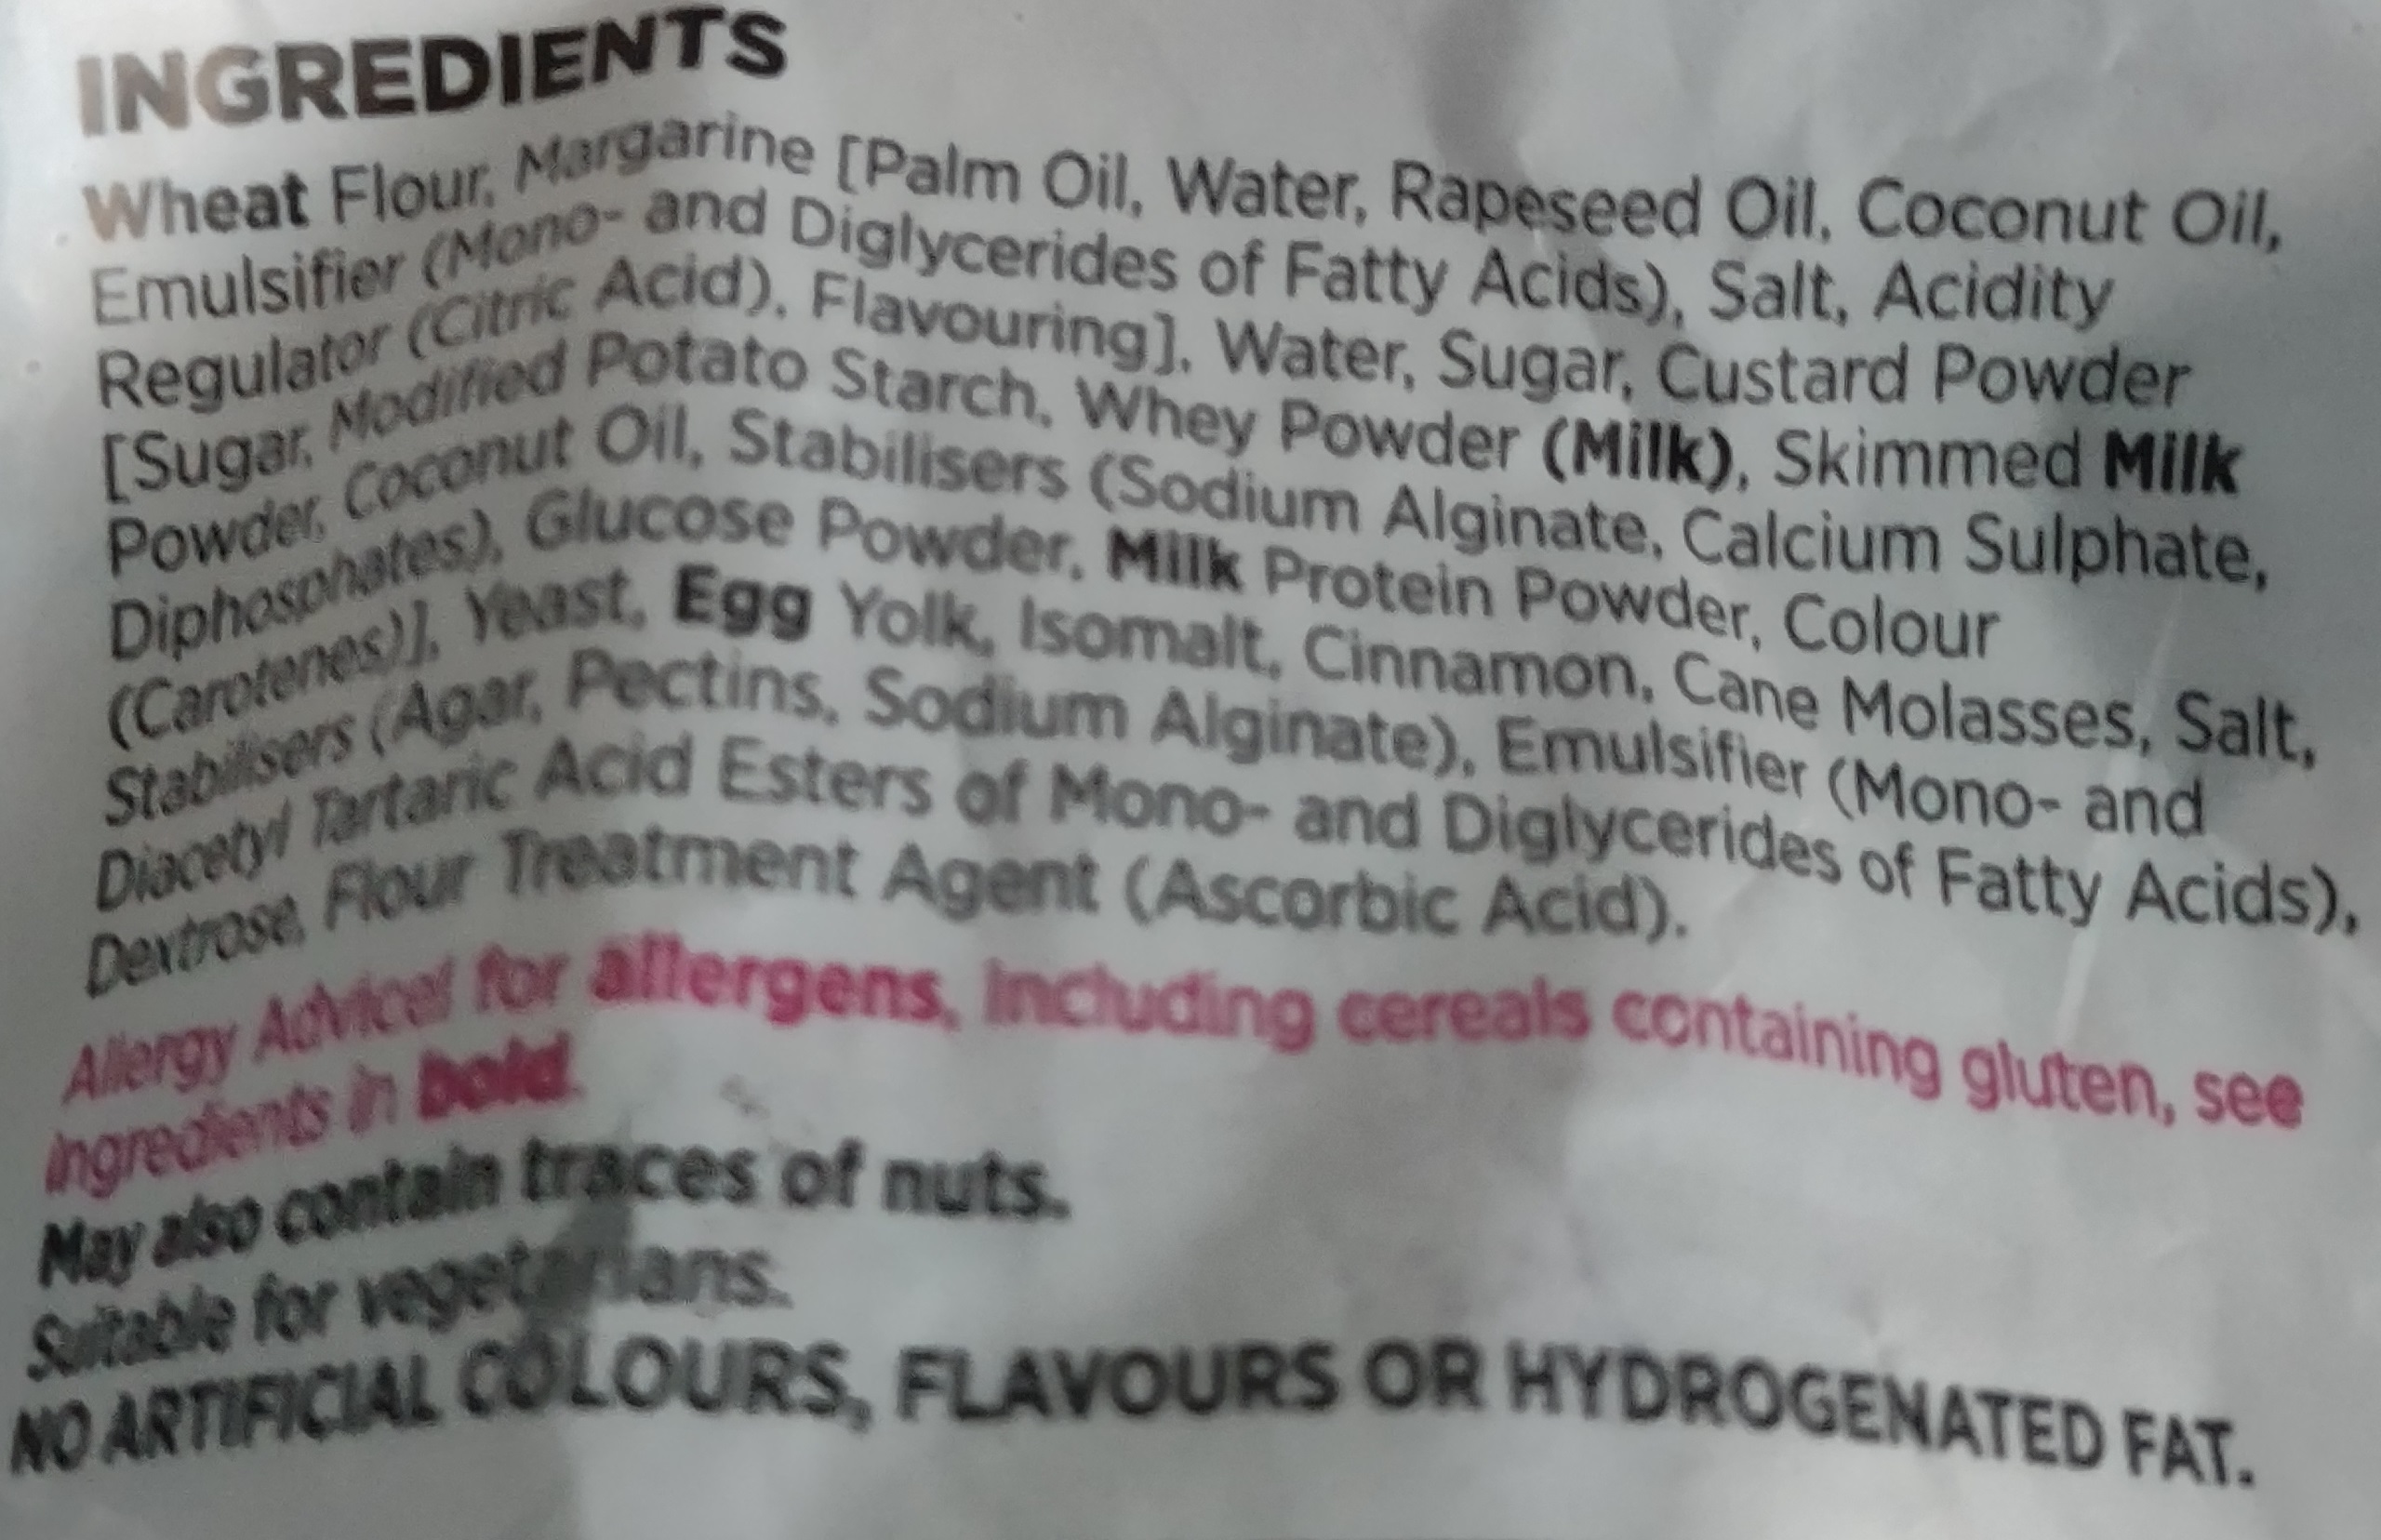 INGREDIENTS
Wheat Flour, Margarine [Palm Oil, Water, Rapeseed Oil, Coconut Oil,
Emulsifier (Mono- and Diglycerides of Fatty Acids), Salt, Acidity
Regulator (Citric Acid), Flavouring], Water, Sugar, Custard Powder
[Sugar, Modified Potato Starch, Whey Powder (Milk), Skimmed Milk
Powder, Coconut Oil, Stabilisers (Sodium Alginate, Calcium Sulphate,
Diphosphates), Glucose Powder, Milk Protein Powder, Colour
(Carotenes)], Yeast, Egg Yolk, Isomalt, Cinnamon, Cane Molasses, Salt,
Stabilisers (Agar, Pectins, Sodium Alginate), Emulsifier (Mono- and
Diacetyl Tartaric Acid Esters of Mono- and Diglycerides of Fatty Acids),
Dextrose, Flour Treatment Agent (Ascorbic Acid).
Allergy Advice! for allergens, including cereals containing gluten, see
ingredients in bold.
May also contain traces of nuts.
Suitable for vegetarians.
NO ARTIFICIAL COLOURS, FLAVOURS OR HYDROGENATED FAT.